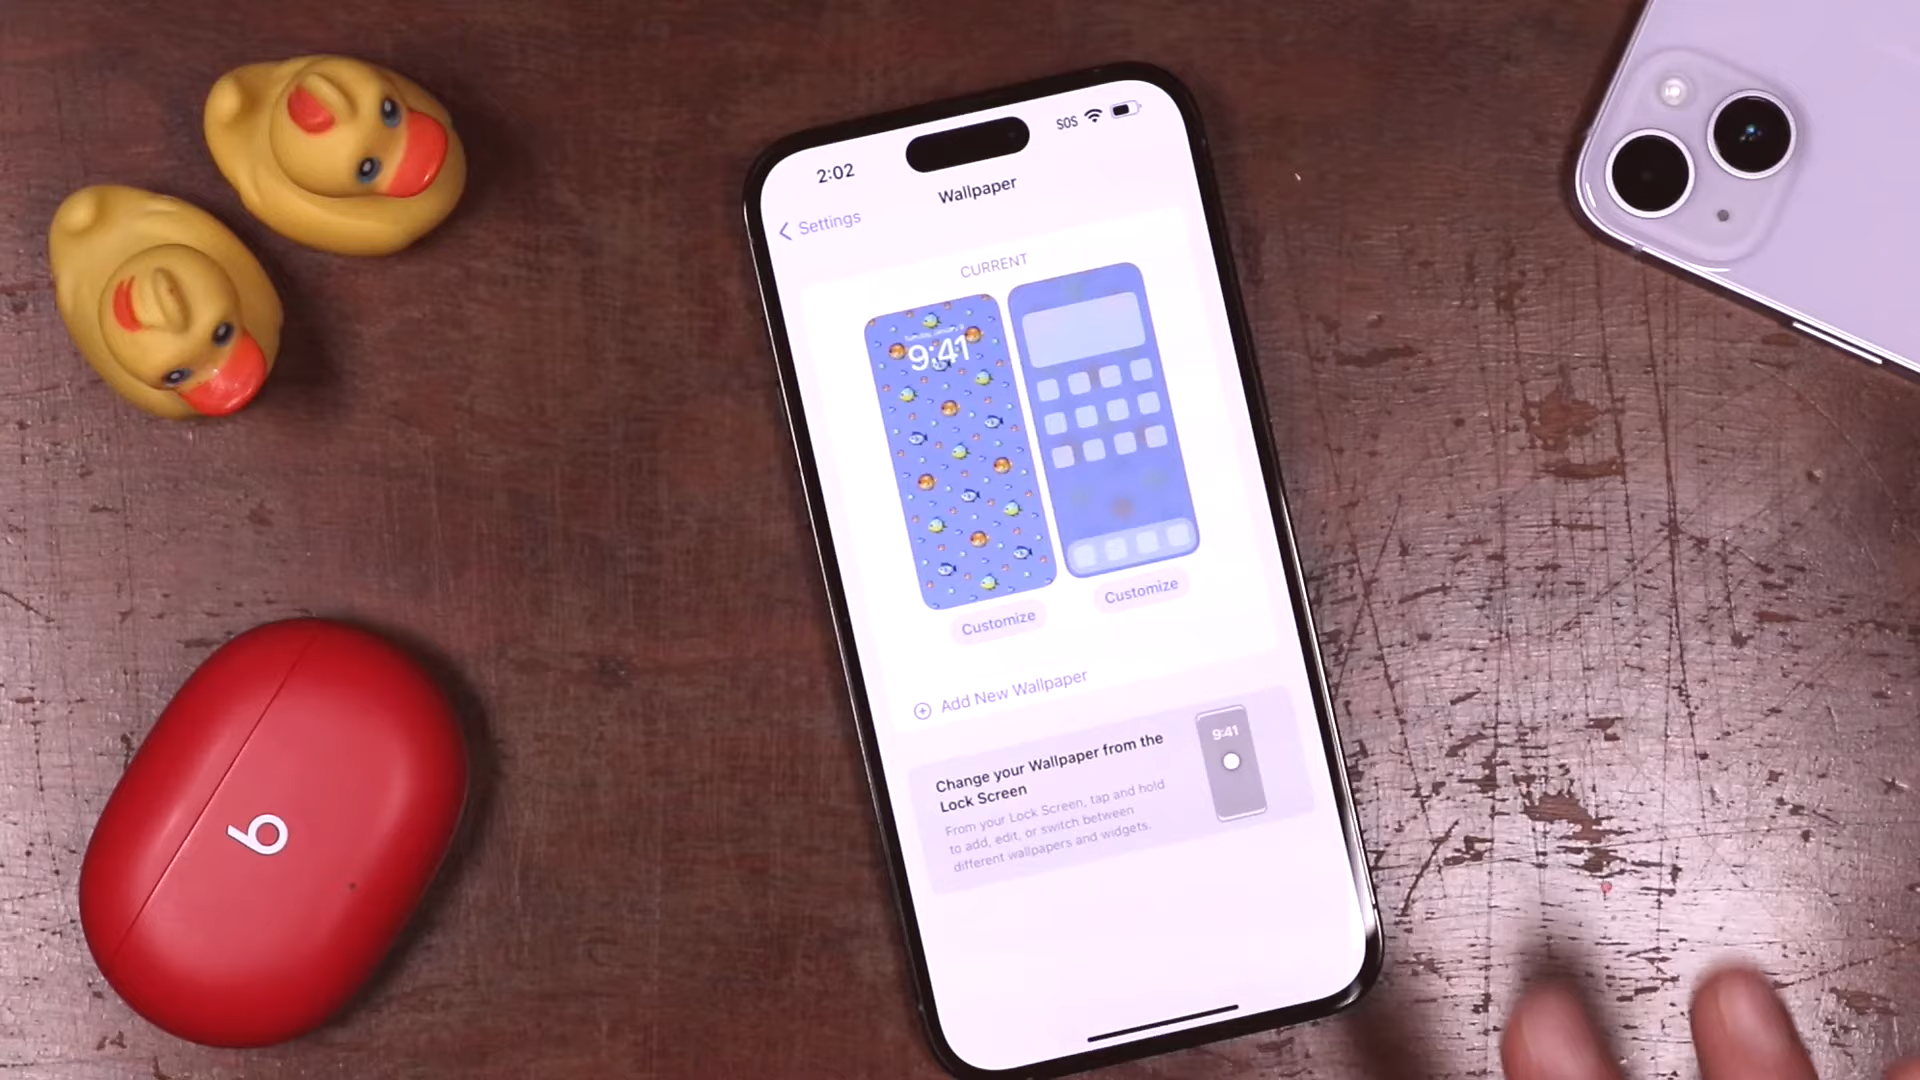 2:02
SOS
Wallpaper
Settings
CURRENT
9:41
Customize
Customize
Add New Wallpaper
Change your Wallpaper from the
Lock Screen
9:41
From your Lock Screen, tap and hold
to add, edit, or switch between
different wallpapers and widgets.